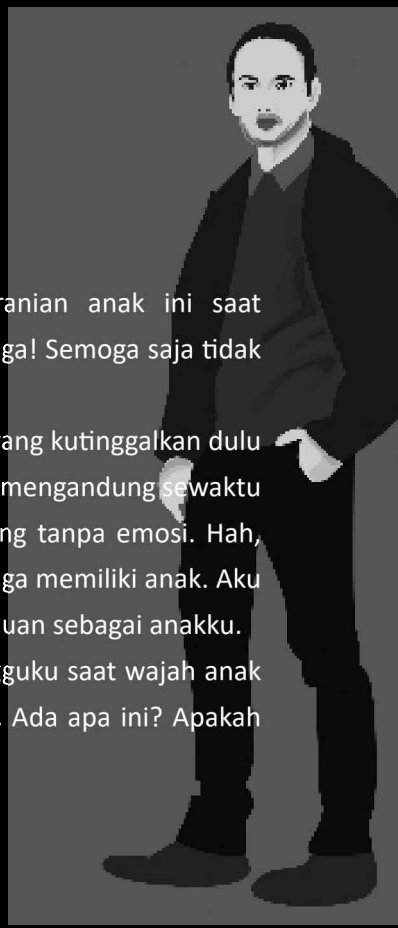 ranian anak ini saat
ga! Semoga saja tidak
ang kutinggalkan dulu
mengandung sewaktu
ng tanpa emosi. Hah,
ga memiliki anak. Aku
uan sebagai anakku.
gguku saat wajah anak
. Ada apa ini? Apakah